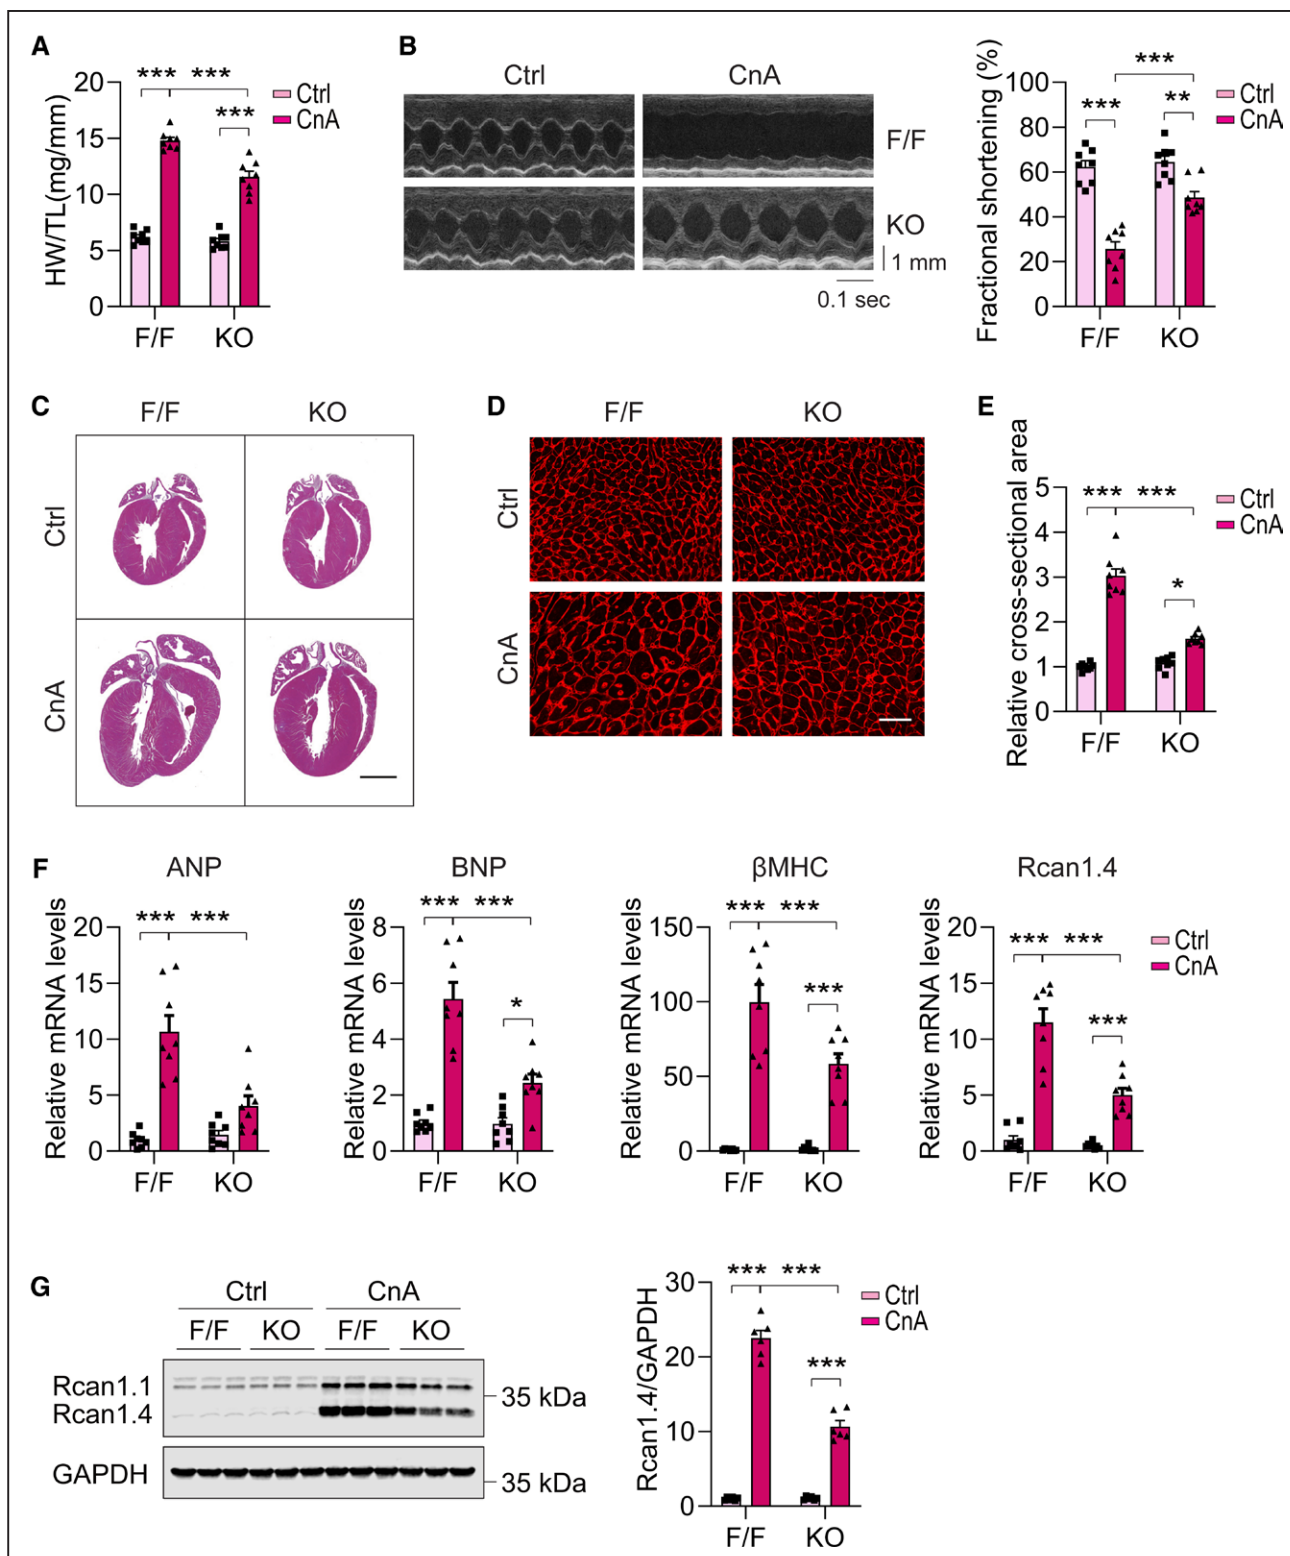 A
HW/TL(mg/mm)
20
15
10
5
0
*** ***
***
F/F KO
Ctrl
CnA
B
Ctrl CnA
F/F
KO
1 mm
0.1 sec
Fractional shortening (%)
100
80
60
40
20
0
***
*** **
F/F KO
Ctrl
CnA
C
F/F KO
Ctrl
CnA
D
F/F KO
Ctrl
CnA
E
Relative cross-sectional area
5
4
3
2
1
0
*** ***
*
F/F KO
Ctrl
CnA
F
ANP
Relative mRNA levels
20
15
10
5
0
*** ***
F/F KO
BNP
Relative mRNA levels
8
6
4
2
0
*** ***
*
F/F KO
βMHC
Relative mRNA levels
150
100
50
0
*** ***
***
F/F KO
Rcan1.4
Relative mRNA levels
20
15
10
5
0
*** ***
***
F/F KO
Ctrl
CnA
G
Ctrl CnA
F/F KO F/F KO
Rcan1.1
35 kDa
Rcan1.4
GAPDH
35 kDa
Rcan1.4/GAPDH
30
20
10
0
*** ***
***
F/F KO
Ctrl
CnA